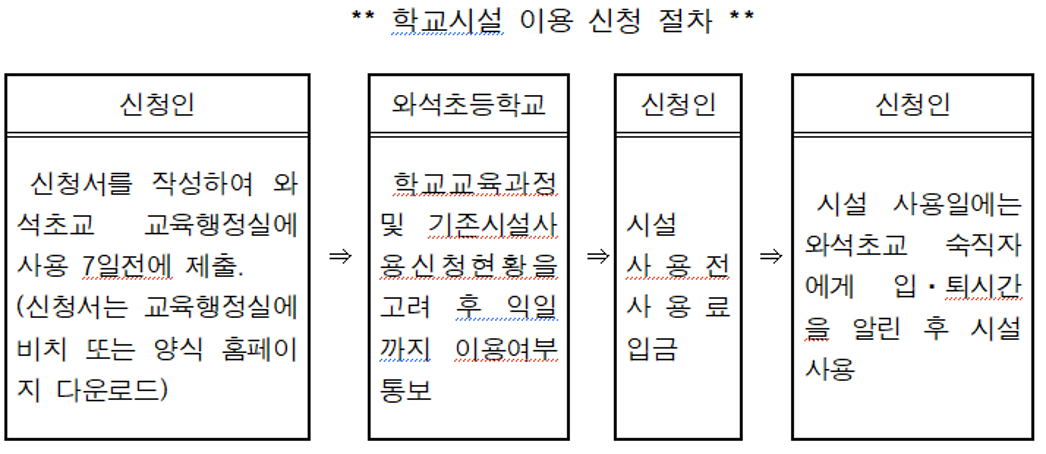 ** 학교시설 이용 신청 절차 **
신청인
신청서를 작성하여 와
석초교 교육행정실에
사용 7일전에 제출.
(신청서는 교육행정실에
비치 또는 양식 홈페이
지 다운로드)
⇒
와석초등학교
학교교육과정
및 기존시설사
용신청현황을
고려 후 익일
까지 이용여부
통보
⇒
신청인
시설
사 용 전
사 용 료
입금
⇒
신청인
시설 사용일에는
와석초교 숙직자
에게 입·퇴시간
을 알린 후 시설
사용